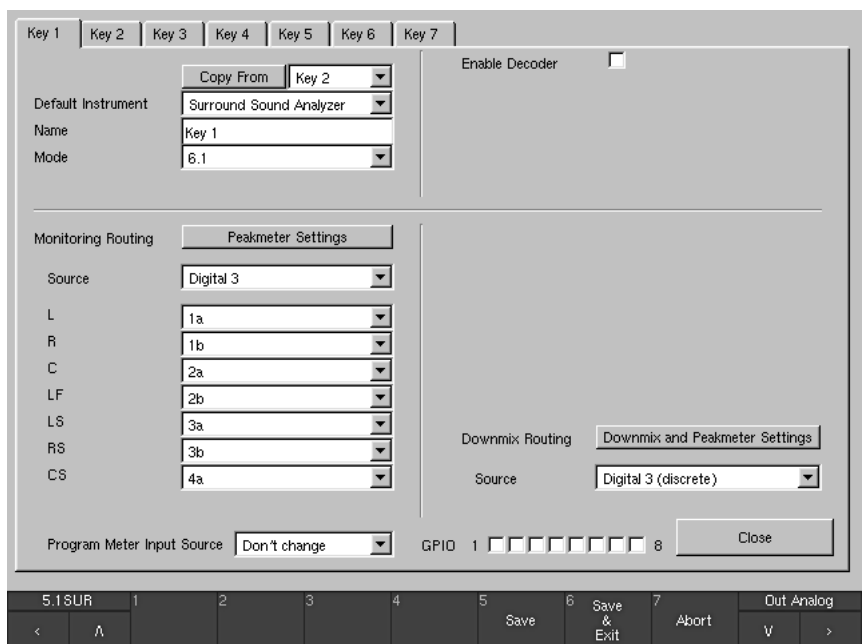 Key 1 Key 2 Key 3 Key 4 Key 5 Key 6 Key 7
Copy From Key 2
Default Instrument Surround Sound Analyzer
Name Key 1
Mode 6.1
Enable Decoder
Monitoring Routing Peakmeter Settings
Source Digital 3
L 1a
R 1b
C 2a
LF 2b
LS 3a
RS 3b
CS 4a
Downmix Routing Downmix and Peakmeter Settings
Source Digital 3 (discrete)
Program Meter Input Source Don't change
GPIO 1 8
Close
5.1SUR 1 2 3 4 5 Save 6 Save & Exit 7 Abort Out Analog
< Λ V >